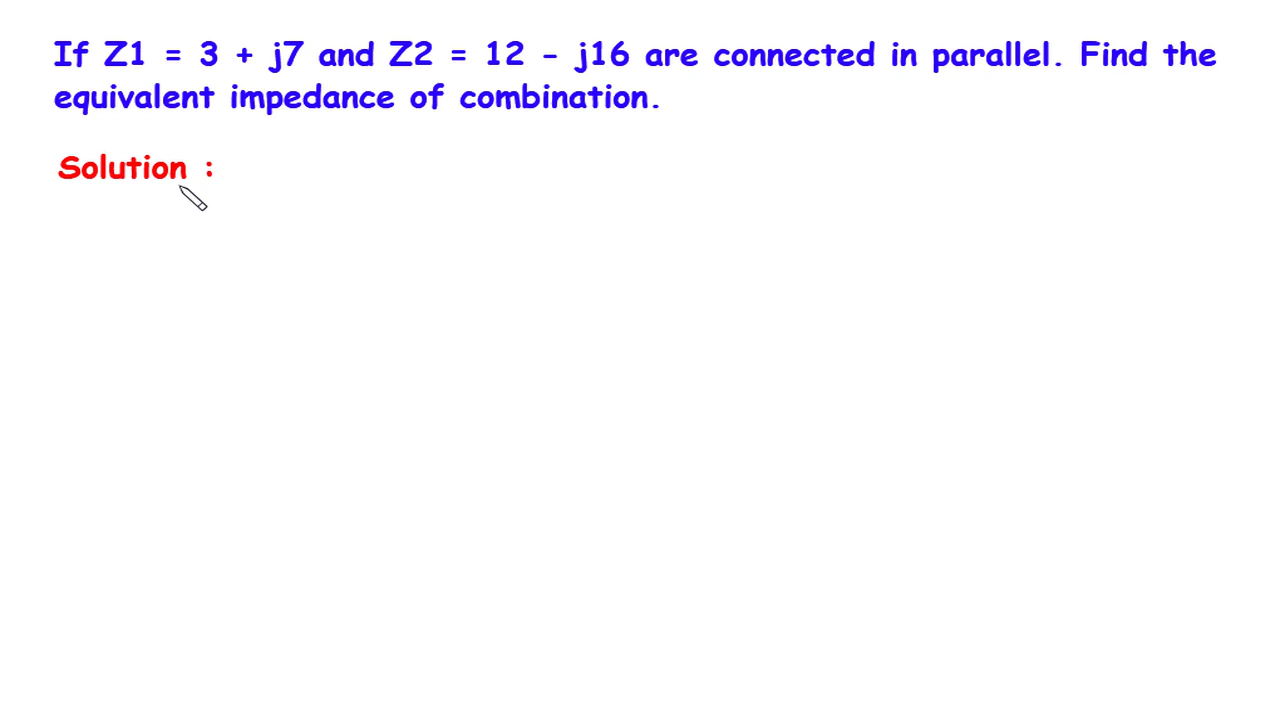 If Z1 = 3 + j7 and Z2 = 12 - j16 are connected in parallel. Find the
equivalent impedance of combination.
Solution :